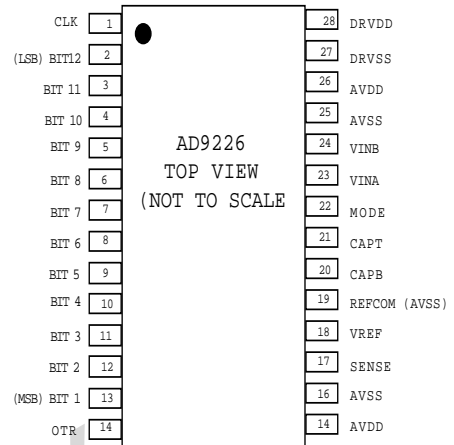 CLK 1
(LSB) BIT12 2
BIT 11 3
BIT 10 4
BIT 9 5
BIT 8 6
BIT 7 7
BIT 6 8
BIT 5 9
BIT 4 10
BIT 3 11
BIT 2 12
(MSB) BIT 1 13
OTR 14
AD9226
TOP VIEW
(NOT TO SCALE
28 DRVDD
27 DRVSS
26 AVDD
25 AVSS
24 VINB
23 VINA
22 MODE
21 CAPT
20 CAPB
19 REFCOM (AVSS)
18 VREF
17 SENSE
16 AVSS
14 AVDD